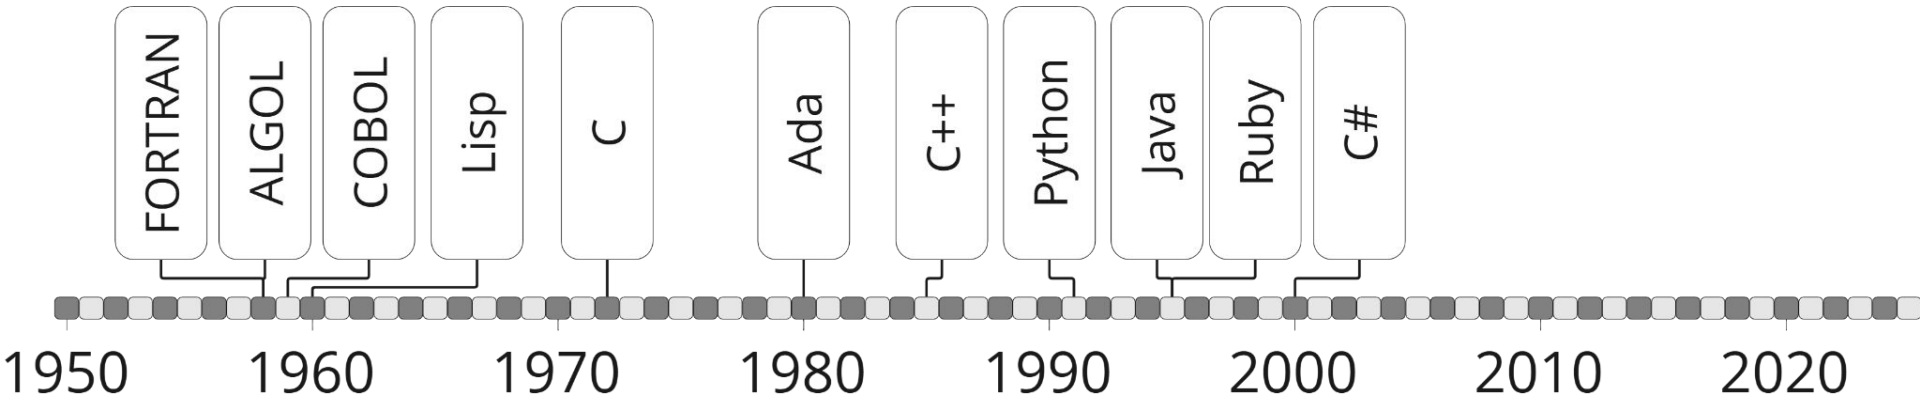 FORTRAN
ALGOL
COBOL
Lisp
C
Ada
C++
Python
Java
Ruby
C#
1950 1960 1970 1980 1990 2000 2010 2020